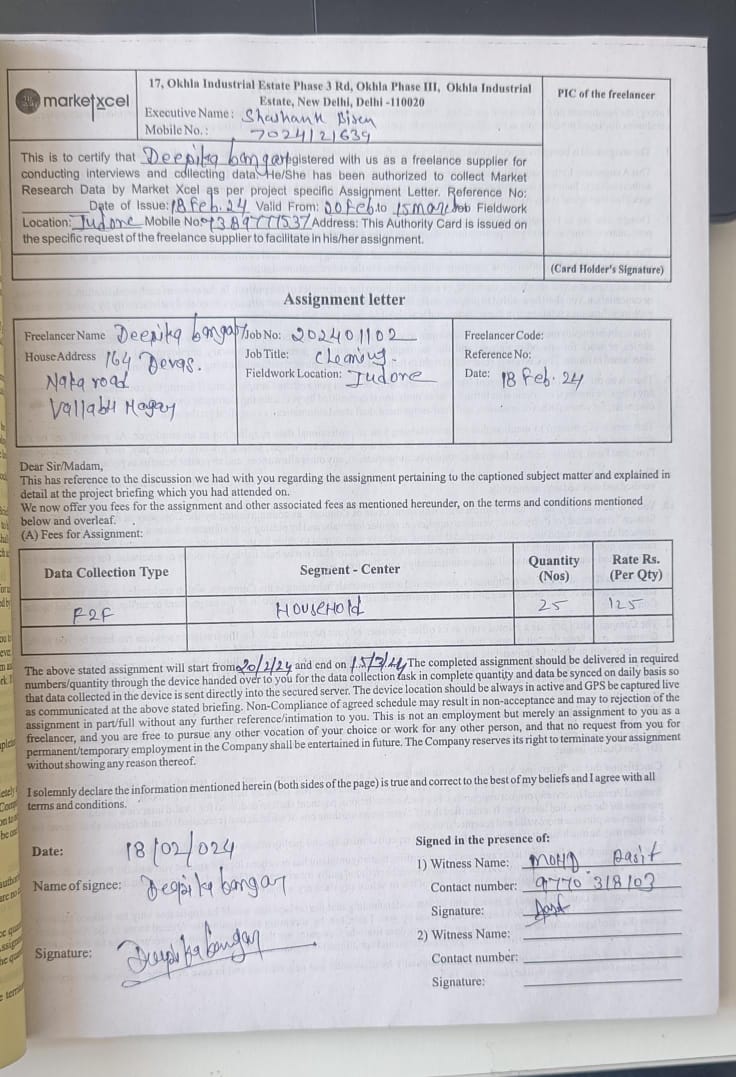 marketxcel
17, Okhla Industrial Estate Phase 3 Rd, Okhla Phase III, Okhla Industrial
Estate, New Delhi, Delhi -110020
Executive Name : Shashank Bisen
Mobile No. : 7024121639
PIC of the freelancer
This is to certify that Deepika bangar registered with us as a freelance supplier for
conducting interviews and collecting data. He/She has been authorized to collect Market
Research Data by Market Xcel as per project specific Assignment Letter. Reference No:
Date of Issue: 18 feb. 24 Valid From: 20 Feb to 15 march Job Fieldwork
Location: Indore Mobile No. Address: This Authority Card is issued on
the specific request of the freelance supplier to facilitate in his/her assignment.
(Card Holder's Signature)
Assignment letter
Freelancer Name Deepika bangar
House Address 164 Devas.
Naka road
Vallabh Nagar
Job No: 202401102
Job Title: Cleaning.
Fieldwork Location: Indore
Freelancer Code:
Reference No:
Date: 18 Feb. 24
Dear Sir/Madam,
This has reference to the discussion we had with you regarding the assignment pertaining to the captioned subject matter and explained in
detail at the project briefing which you had attended on.
We now offer you fees for the assignment and other associated fees as mentioned hereunder, on the terms and conditions mentioned
below and overleaf.
(A) Fees for Assignment:
Data Collection Type Segment - Center Quantity (Nos) Rate Rs. (Per Qty)
F2F HOUSEHOld 25 125
The above stated assignment will start from 20/2/24 and end on 15/3/24 The completed assignment should be delivered in required
numbers/quantity through the device handed over to you for the data collection task in complete quantity and data be synced on daily basis so
that data collected in the device is sent directly into the secured server. The device location should be always in active and GPS be captured live
as communicated at the above stated briefing. Non-Compliance of agreed schedule may result in non-acceptance and may to rejection of the
assignment in part/full without any further reference/intimation to you. This is not an employment but merely an assignment to you as a
freelancer, and you are free to pursue any other vocation of your choice or work for any other person, and that no request from you for
permanent/temporary employment in the Company shall be entertained in future. The Company reserves its right to terminate your assignment
without showing any reason thereof.
I solemnly declare the information mentioned herein (both sides of the page) is true and correct to the best of my beliefs and I agree with all
terms and conditions.
Date: 18/02/024
Name of signee: Deepika bangar
Signature: Deepika bangar
Signed in the presence of:
1) Witness Name: MOHD Rasit
Contact number: 9770318103
Signature:
2) Witness Name:
Contact number:
Signature: